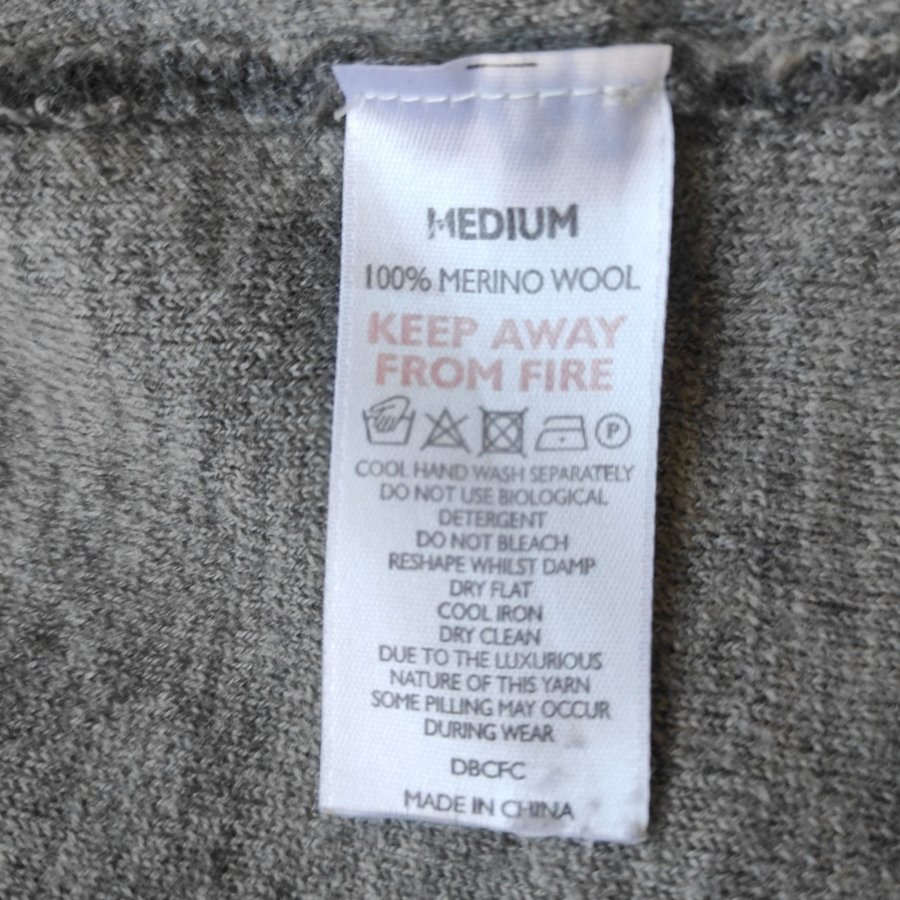 MEDIUM
100% MERINO WOOL
KEEP AWAY
FROM FIRE
P
COOL HAND WASH SEPARATELY
DO NOT USE BIOLOGICAL
DETERGENT
DO NOT BLEACH
RESHAPE WHILST DAMP
DRY FLAT
COOL IRON
DRY CLEAN
DUE TO THE LUXURIOUS
NATURE OF THIS YARN
SOME PILLING MAY OCCUR
DURING WEAR
DBCFC
MADE IN CHINA